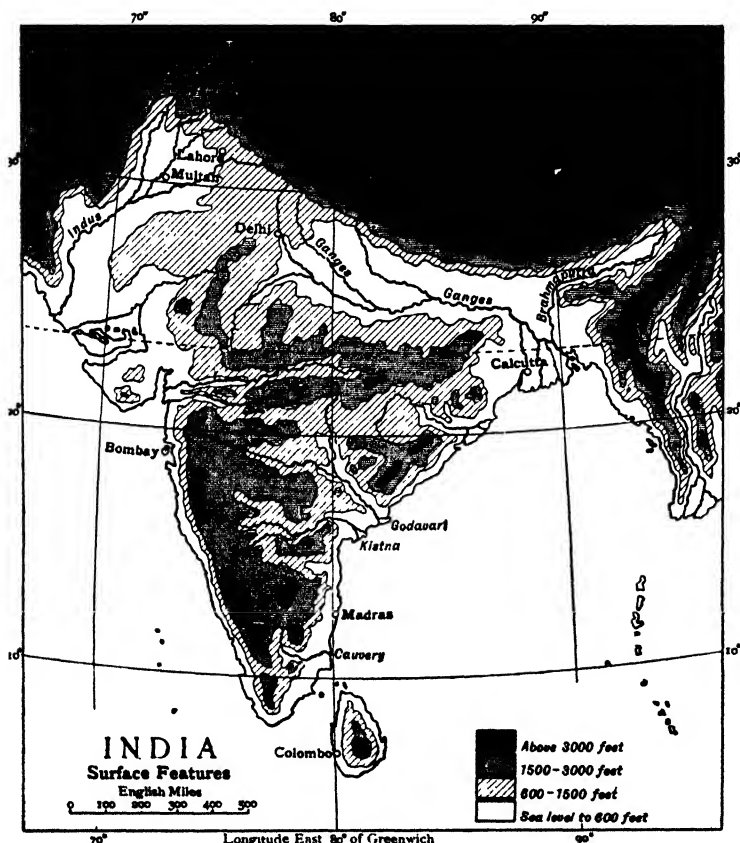 70° 80° 90°
30° Lahore 30°
Multan
Indus
Delhi
Ganges
Ganges
Brahmaputra
Calcutta
20° 20°
Bombay
Godavari
Kistna
Madras
Cauvery
10° 10°
Colombo
INDIA
Surface Features
English Miles
0 100 200 300 400 500
Above 3000 feet
1500-3000 feet
600-1500 feet
Sea level to 600 feet
70° Longitude East 80° of Greenwich 90°